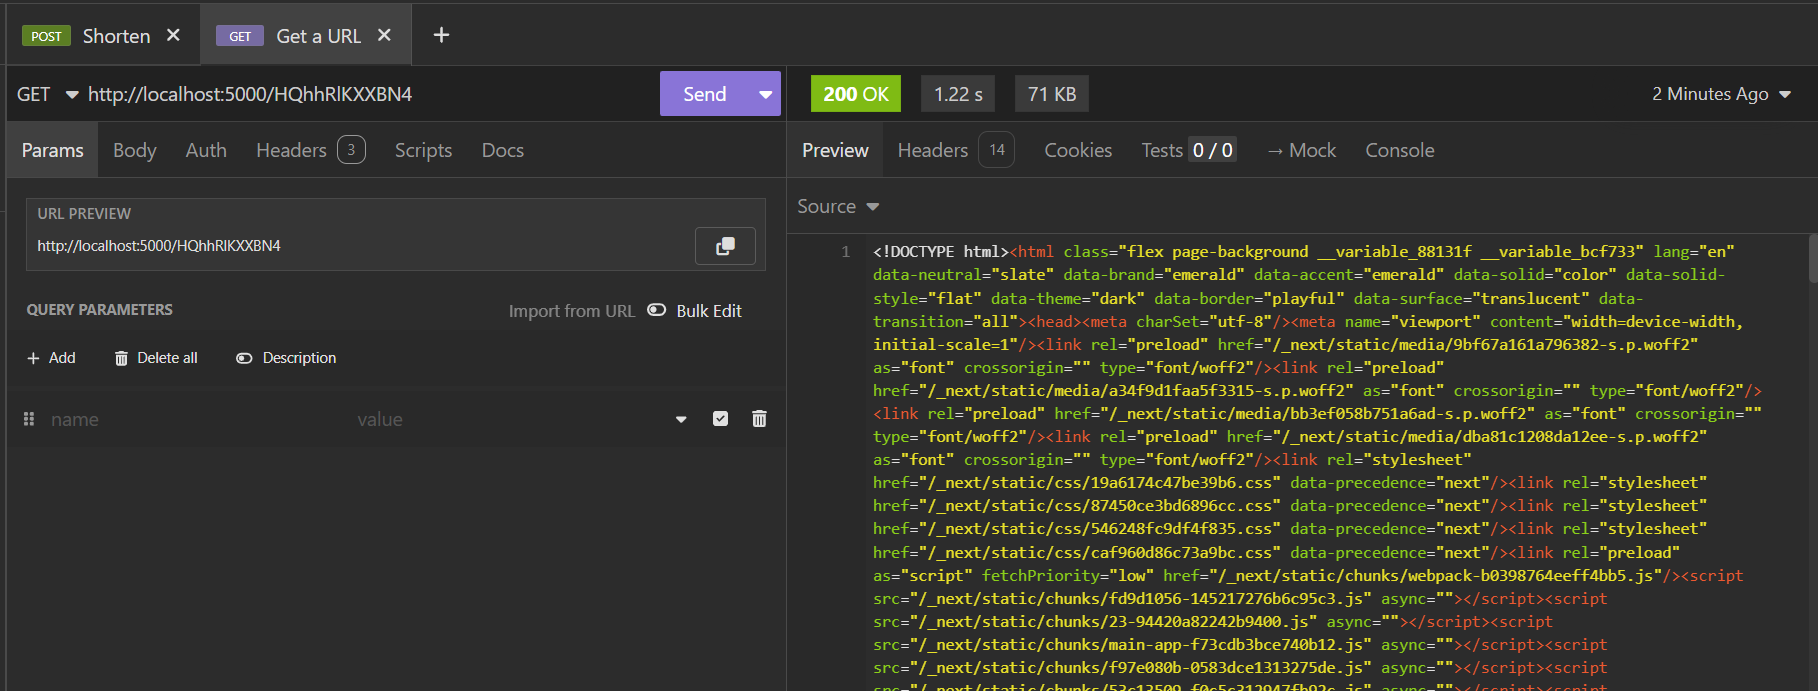 POST Shorten
GET Get a URL
GET http://localhost:5000/HQhhRlKXXBN4
Send
200 OK
1.22 s
71 KB
2 Minutes Ago
Params
Body
Auth
Headers 3
Scripts
Docs
Preview
Headers 14
Cookies
Tests 0 / 0
→ Mock
Console
URL PREVIEW
http://localhost:5000/HQhhRlKXXBN4
Source
QUERY PARAMETERS
Import from URL
Bulk Edit
+ Add
Delete all
Description
name
value
1
<!DOCTYPE html><html class="flex page-background __variable_88131f __variable_bcf733" lang="en"
data-neutral="slate" data-brand="emerald" data-accent="emerald" data-solid="color" data-solid-
style="flat" data-theme="dark" data-border="playful" data-surface="translucent" data-
transition="all"><head><meta charSet="utf-8"/><meta name="viewport" content="width=device-width,
initial-scale=1"/><link rel="preload" href="/_next/static/media/9bf67a161a796382-s.p.woff2"
as="font" crossorigin="" type="font/woff2"/><link rel="preload"
href="/_next/static/media/a34f9d1faa5f3315-s.p.woff2" as="font" crossorigin="" type="font/woff2"/>
<link rel="preload" href="/_next/static/media/bb3ef058b751a6ad-s.p.woff2" as="font" crossorigin=""
type="font/woff2"/><link rel="preload" href="/_next/static/media/dba81c1208da12ee-s.p.woff2"
as="font" crossorigin="" type="font/woff2"/><link rel="stylesheet"
href="/_next/static/css/19a6174c47be39b6.css" data-precedence="next"/><link rel="stylesheet"
href="/_next/static/css/87450ce3bd6896cc.css" data-precedence="next"/><link rel="stylesheet"
href="/_next/static/css/546248fc9df4f835.css" data-precedence="next"/><link rel="stylesheet"
href="/_next/static/css/caf960d86c73a9bc.css" data-precedence="next"/><link rel="preload"
as="script" fetchPriority="low" href="/_next/static/chunks/webpack-b0398764eeff4bb5.js"/><script
src="/_next/static/chunks/fd9d1056-145217276b6c95c3.js" async=""></script><script
src="/_next/static/chunks/23-94420a82242b9400.js" async=""></script><script
src="/_next/static/chunks/main-app-f73cdb3bce740b12.js" async=""></script><script
src="/_next/static/chunks/f97e080b-0583dce1313275de.js" async=""></script><script
src="/_next/static/chunks/53c13509-f0c5c312947fb92c.js" async=""></script><script